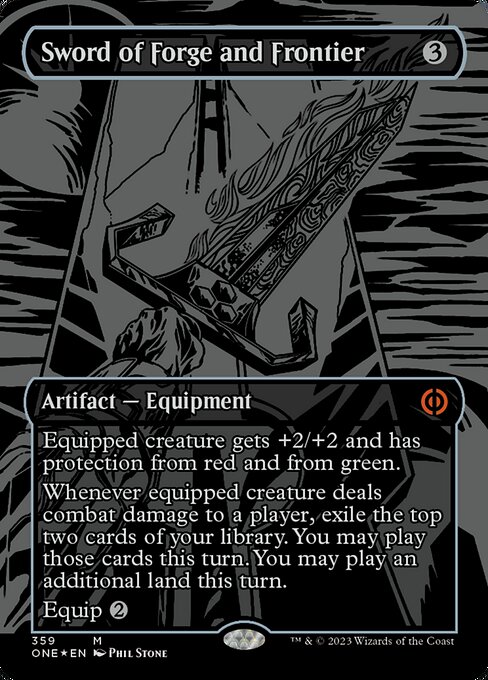 Sword of Forge and Frontier 3
Artifact — Equipment
Equipped creature gets +2/+2 and has
protection from red and from green.
Whenever equipped creature deals
combat damage to a player, exile the top
two cards of your library. You may play
those cards this turn. You may play an
additional land this turn.
Equip 2
359 M
ONE★EN Phil Stone
™ & © 2023 Wizards of the Coast